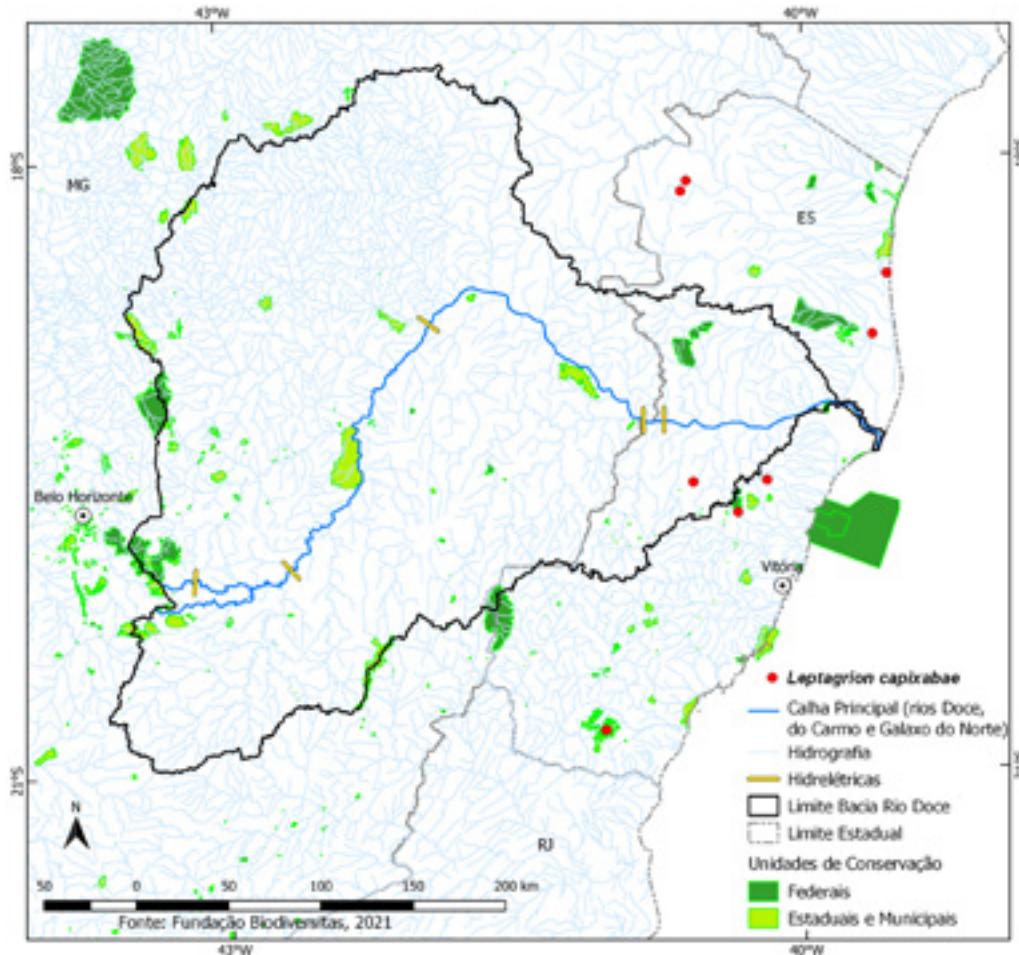 43°W
40°W
18°S
MG
ES
Belo Horizonte
Vitória
Leptagrion capixabae
Calha Principal (rios Doce,
do Carmo e Galaxo do Norte)
Hidrografia
Hidrelétricas
Limite Bacia Rio Doce
Limite Estadual
Unidades de Conservação
Federais
Estaduais e Municipais
21°S
N
RJ
50 0 50 100 150 200 km
Fonte: Fundação Biodiversitas, 2021
43°W
40°W